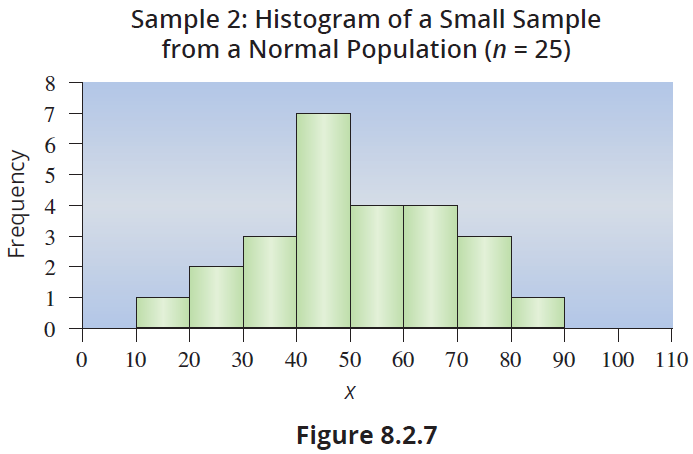 Sample 2: Histogram of a Small Sample
from a Normal Population (n = 25)
8
7
6
5
4
3
2
1
0
Frequency
0 10 20 30 40 50 60 70 80 90 100 110
X
Figure 8.2.7